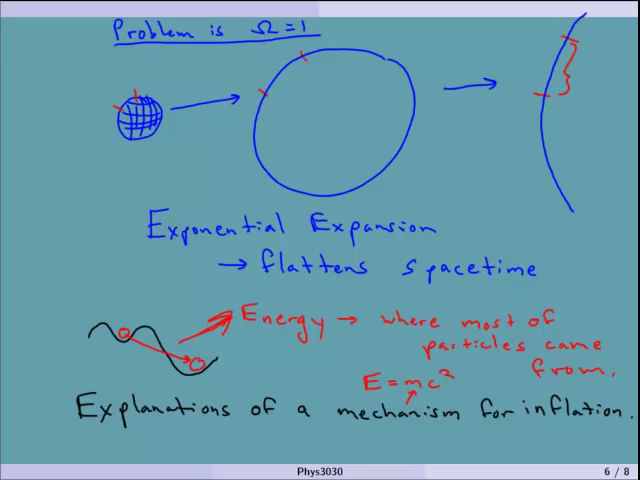 Problem is Ω=1
Exponential Expansion
→ flattens spacetime
Energy → where most of
particles came
from.
E = mc²
Explanations of a mechanism for inflation.
Phys3030
6 / 8